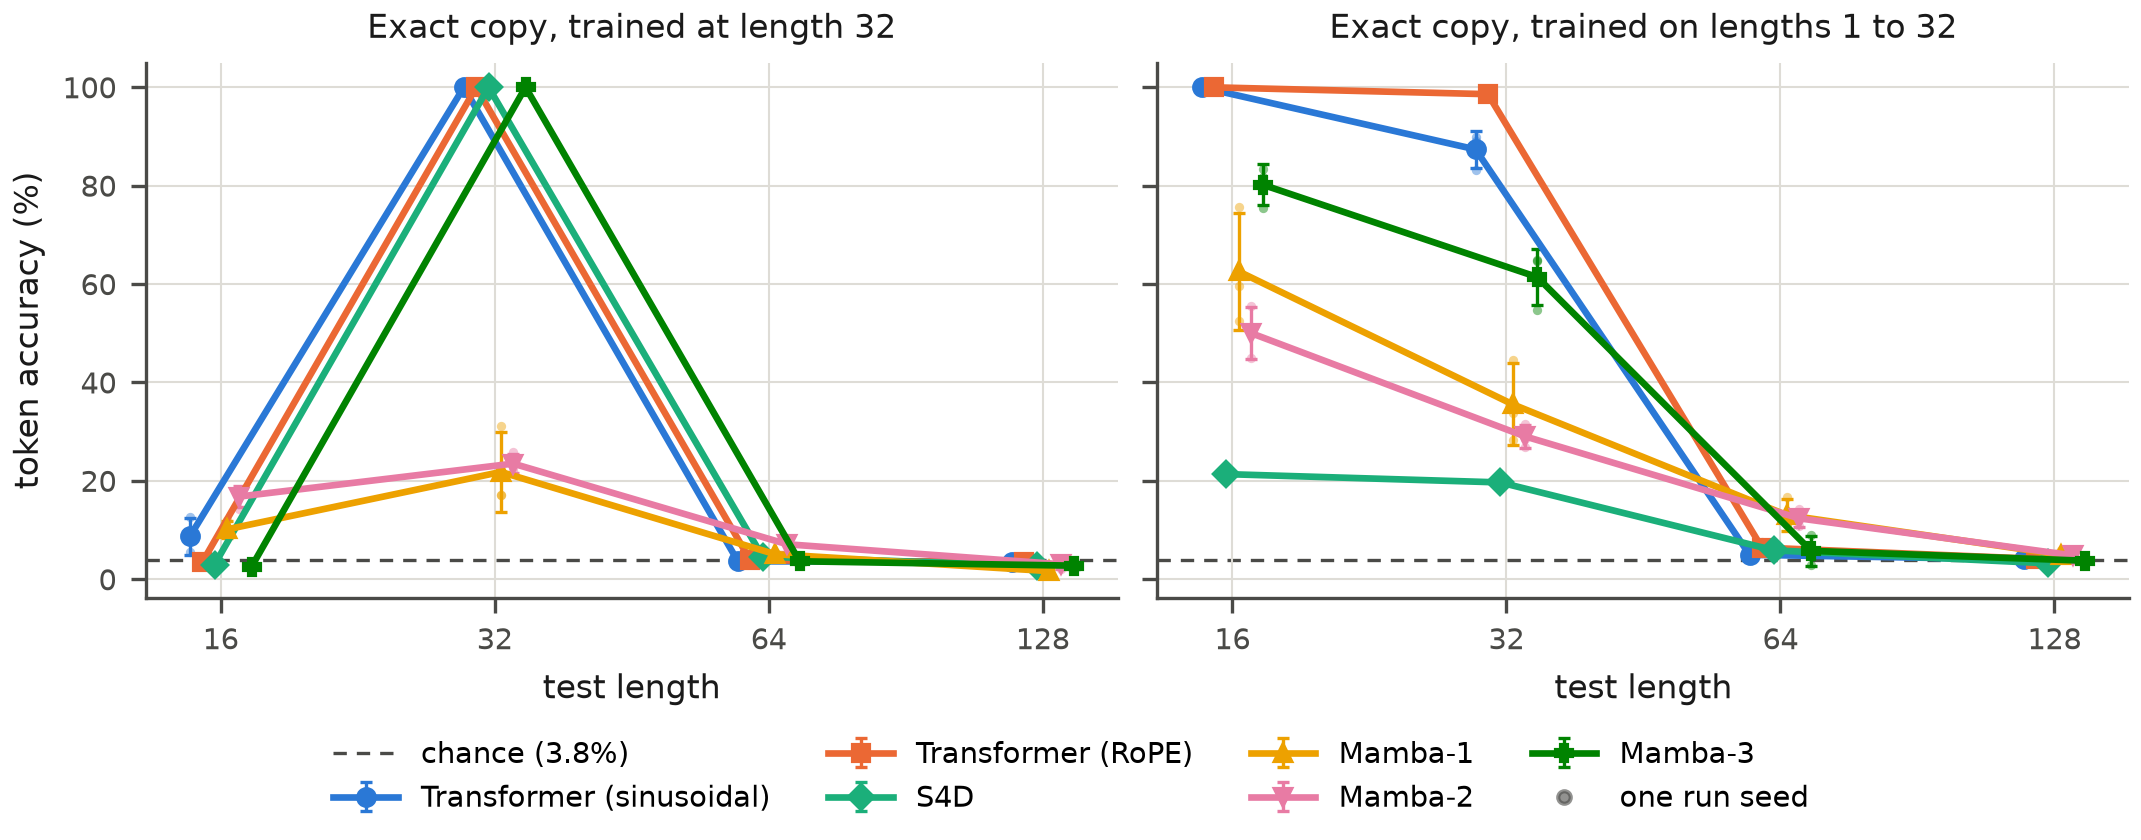 Exact copy, trained at length 32
Exact copy, trained on lengths 1 to 32
token accuracy (%)
100
80
60
40
20
0
16 32 64 128
16 32 64 128
test length
test length
chance (3.8%)
Transformer (sinusoidal)
Transformer (RoPE)
S4D
Mamba-1
Mamba-2
Mamba-3
one run seed